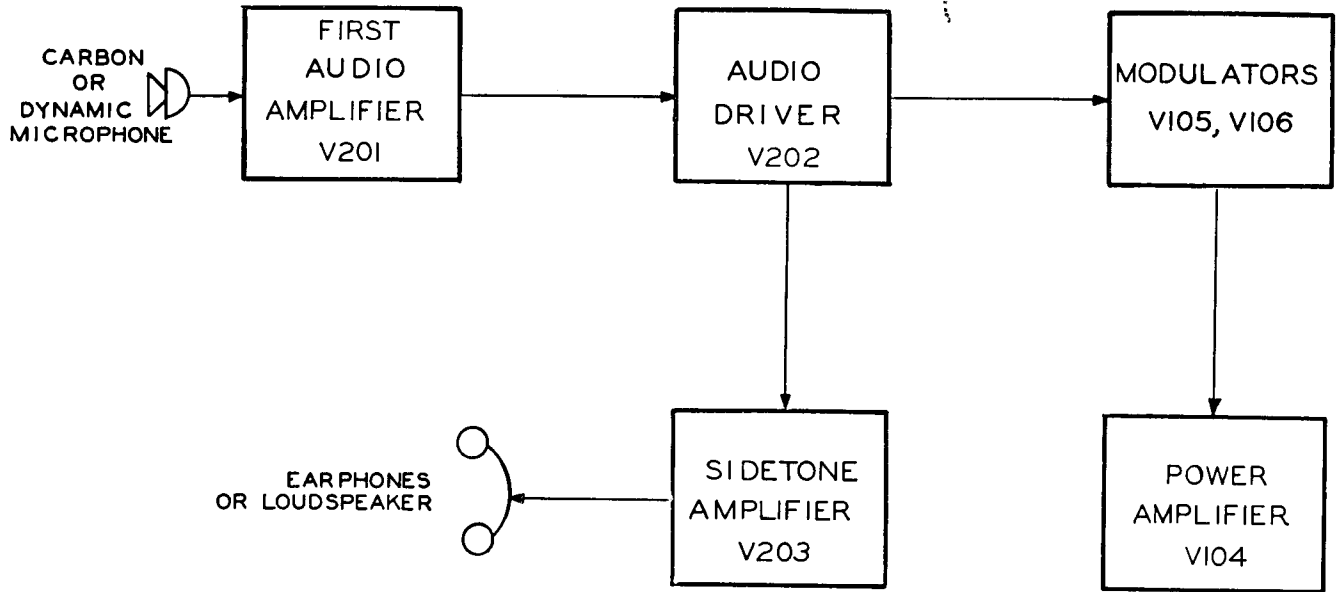 CARBON
OR
DYNAMIC
MICROPHONE
FIRST
AUDIO
AMPLIFIER
V201
AUDIO
DRIVER
V202
MODULATORS
V105, V106
EARPHONES
OR LOUDSPEAKER
SIDETONE
AMPLIFIER
V203
POWER
AMPLIFIER
V104